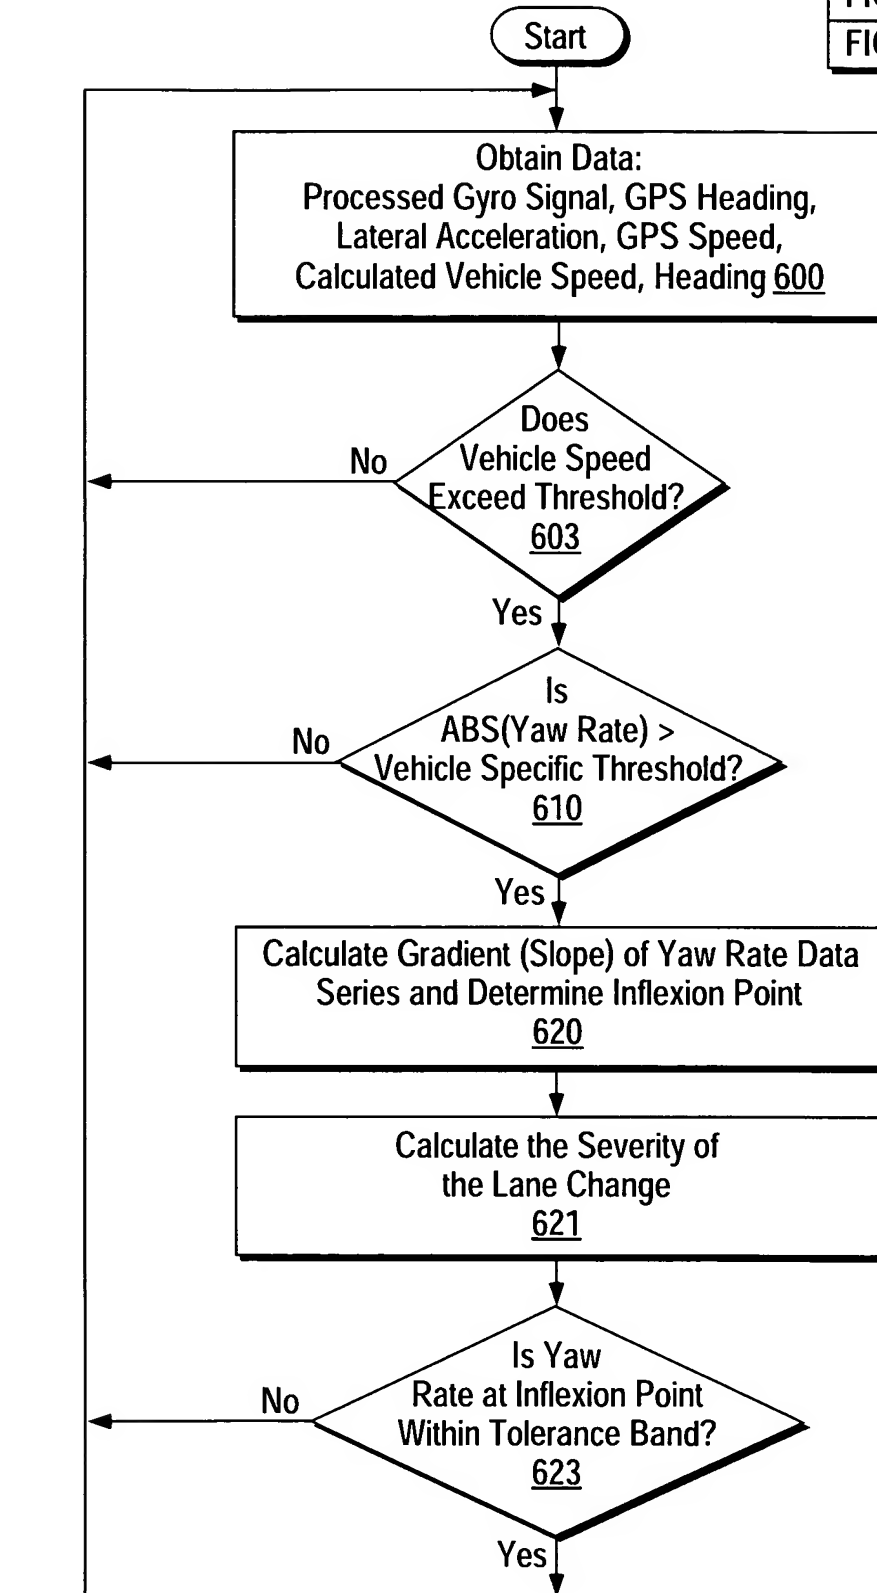 Start
FI
Obtain Data:
Processed Gyro Signal, GPS Heading,
Lateral Acceleration, GPS Speed,
Calculated Vehicle Speed, Heading 600
Does
Vehicle Speed
Exceed Threshold?
603
No
Yes
Is
ABS(Yaw Rate) >
Vehicle Specific Threshold?
610
No
Yes
Calculate Gradient (Slope) of Yaw Rate Data
Series and Determine Inflexion Point
620
Calculate the Severity of
the Lane Change
621
Is Yaw
Rate at Inflexion Point
Within Tolerance Band?
623
No
Yes